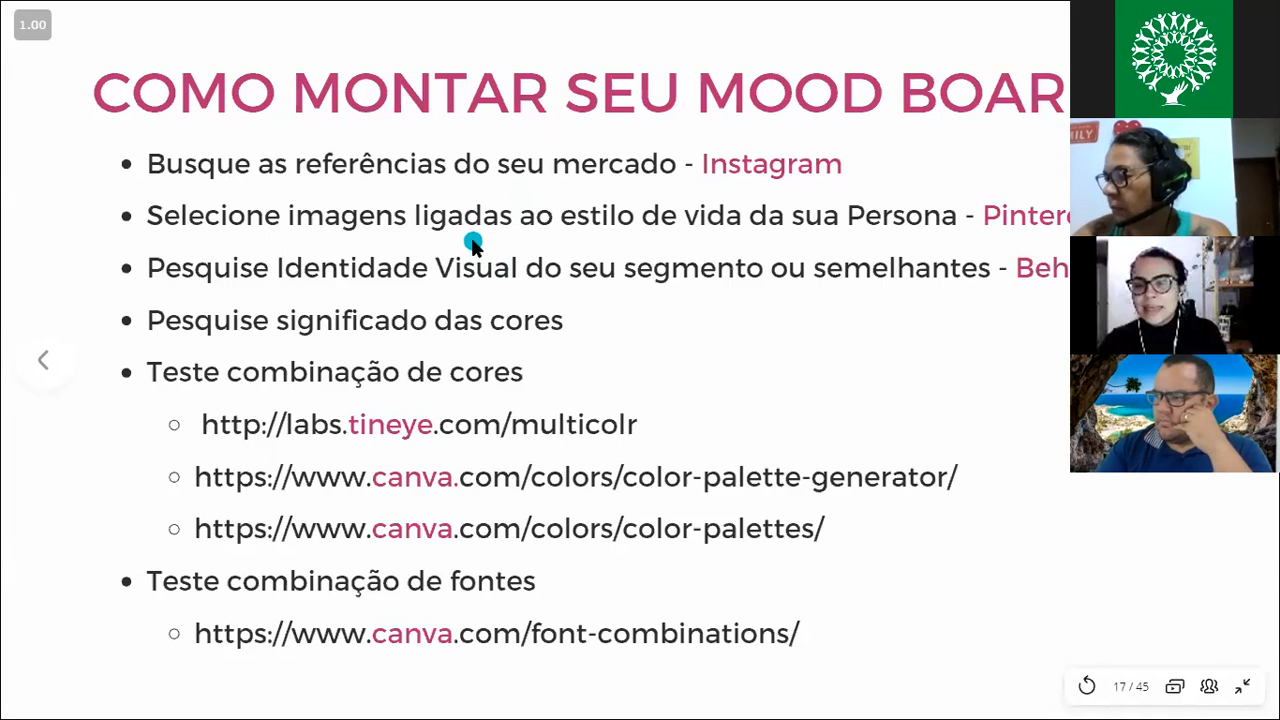 1.00
COMO MONTAR SEU MOOD BOAR
• Busque as referências do seu mercado - Instagram
• Selecione imagens ligadas ao estilo de vida da sua Persona - Pinter
• Pesquise Identidade Visual do seu segmento ou semelhantes - Beh
• Pesquise significado das cores
• Teste combinação de cores
○ http://labs.tineye.com/multicolr
○ https://www.canva.com/colors/color-palette-generator/
○ https://www.canva.com/colors/color-palettes/
• Teste combinação de fontes
○ https://www.canva.com/font-combinations/
MILY
17 / 45